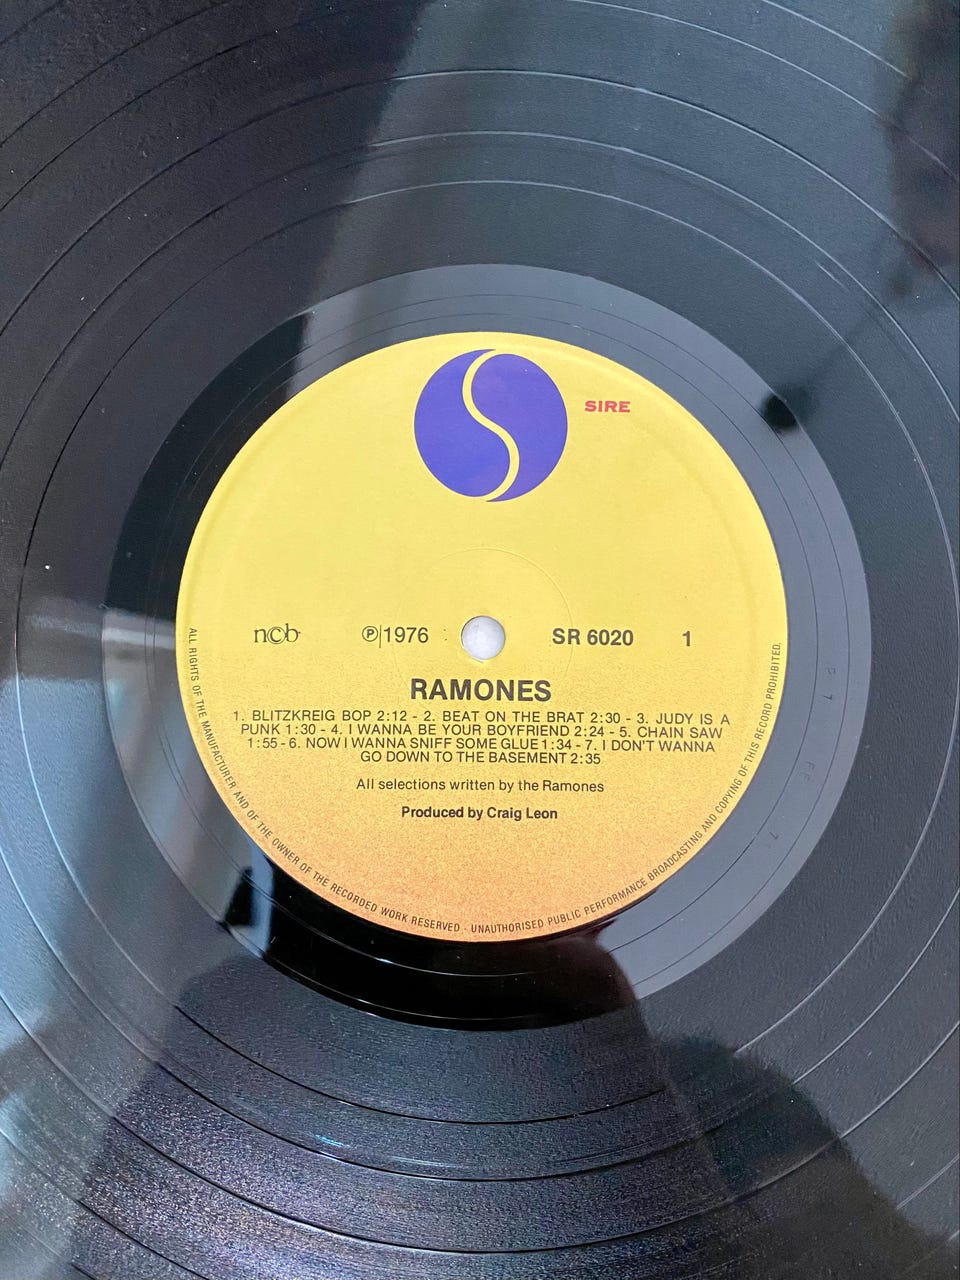 SIRE
ncb ℗ 1976 SR 6020 1
RAMONES
1. BLITZKREIG BOP 2:12 - 2. BEAT ON THE BRAT 2:30 - 3. JUDY IS A
PUNK 1:30 - 4. I WANNA BE YOUR BOYFRIEND 2:24 - 5. CHAIN SAW
1:55 - 6. NOW I WANNA SNIFF SOME GLUE 1:34 - 7. I DON'T WANNA
GO DOWN TO THE BASEMENT 2:35
All selections written by the Ramones
Produced by Craig Leon
ALL RIGHTS OF THE MANUFACTURER AND OF THE OWNER OF THE RECORDED WORK RESERVED - UNAUTHORISED PUBLIC PERFORMANCE BROADCASTING AND COPYING OF THIS RECORD PROHIBITED.